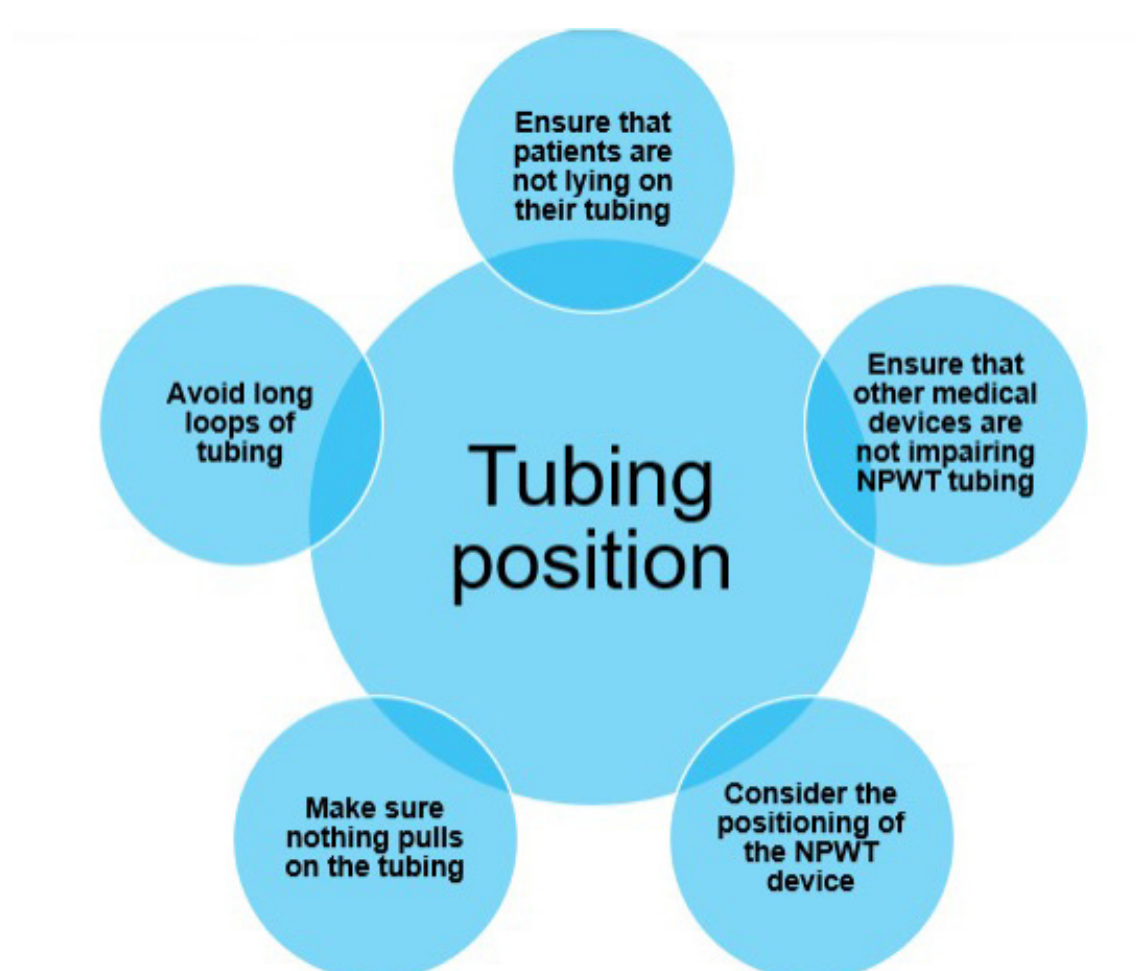 Ensure that
patients are
not lying on
their tubing
Ensure that
other medical
devices are
not impairing
NPWT tubing
Consider the
positioning of
the NPWT
device
Make sure
nothing pulls
on the tubing
Avoid long
loops of
tubing
Tubing
position